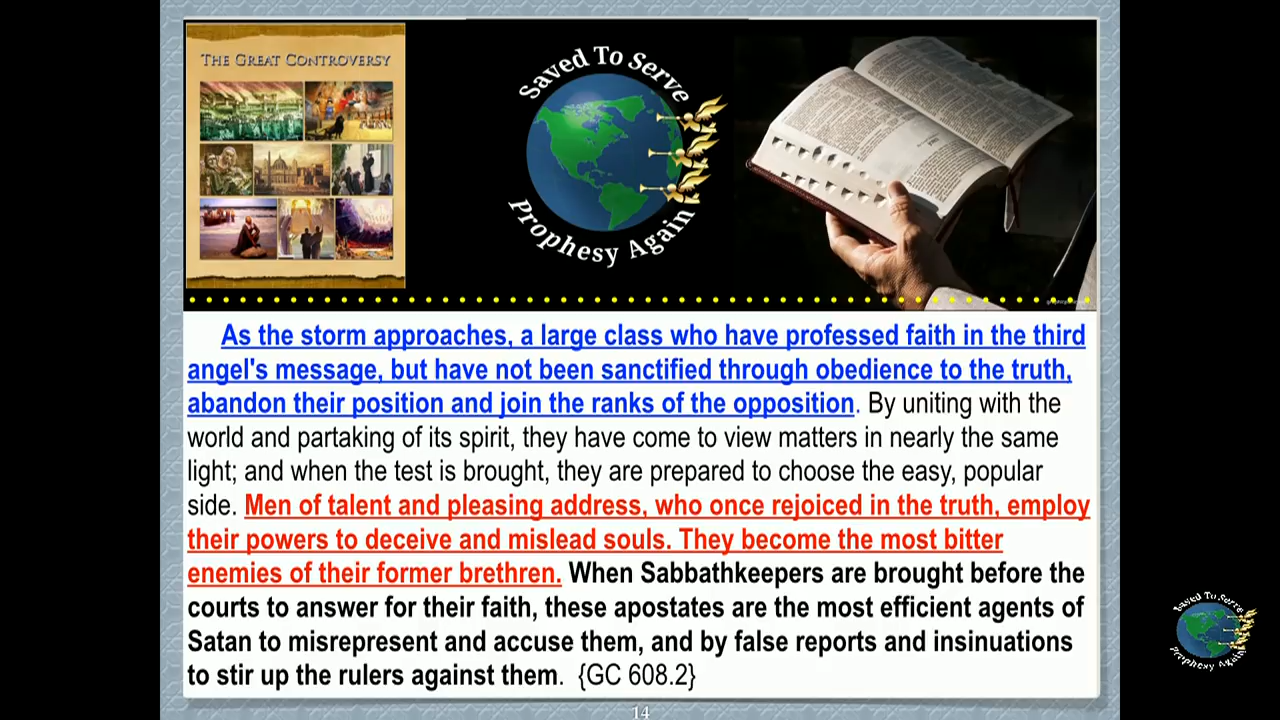 THE GREAT CONTROVERSY
Saved To Serve
Prophesy Again
As the storm approaches, a large class who have professed faith in the third
angel's message, but have not been sanctified through obedience to the truth,
abandon their position and join the ranks of the opposition. By uniting with the
world and partaking of its spirit, they have come to view matters in nearly the same
light; and when the test is brought, they are prepared to choose the easy, popular
side. Men of talent and pleasing address, who once rejoiced in the truth, employ
their powers to deceive and mislead souls. They become the most bitter
enemies of their former brethren. When Sabbathkeepers are brought before the
courts to answer for their faith, these apostates are the most efficient agents of
Satan to misrepresent and accuse them, and by false reports and insinuations
to stir up the rulers against them. {GC 608.2}
14
Saved To Serve
Prophesy Again